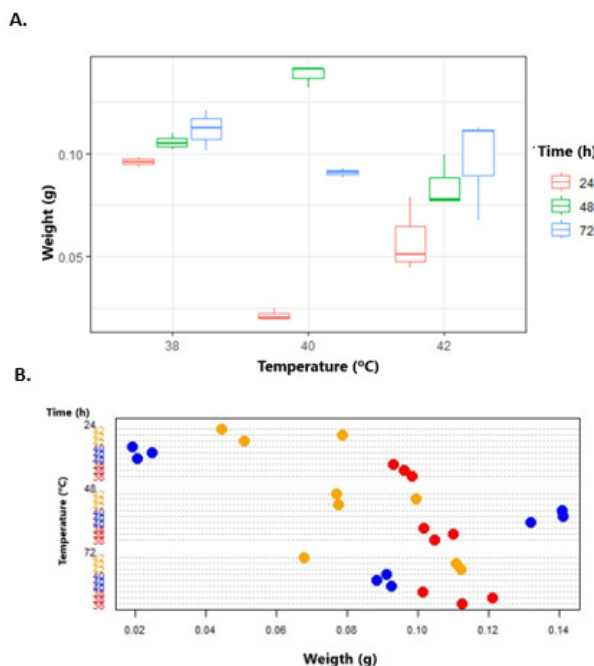 A.
0.10
0.05
Weight (g)
38
40
42
Temperature (°C)
Time (h)
24
48
72
B.
Time (h)
24
48
72
Temperature (°C)
0.02
0.04
0.06
0.08
0.10
0.12
0.14
Weigth (g)